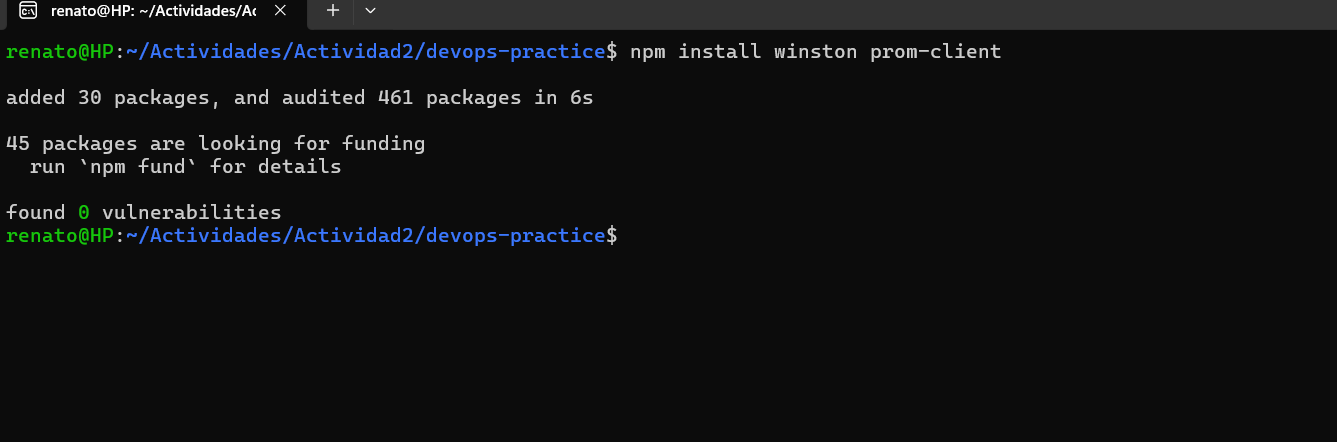 renato@HP: ~/Actividades/Ac
renato@HP:~/Actividades/Actividad2/devops-practice$ npm install winston prom-client
added 30 packages, and audited 461 packages in 6s
45 packages are looking for funding
run `npm fund` for details
found 0 vulnerabilities
renato@HP:~/Actividades/Actividad2/devops-practice$